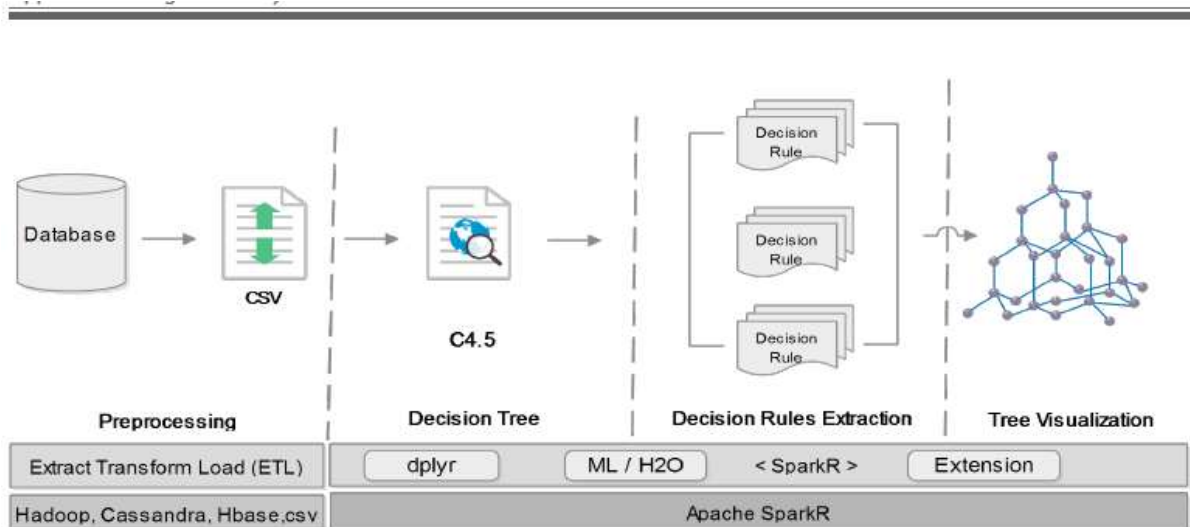 Decision
Rule
Database
Decision
Rule
CSV
C4.5
Decision
Rule
Preprocessing
Decision Tree
Decision Rules Extraction
Tree Visualization
Extract Transform Load (ETL)
dplyr
ML / H2O
< SparkR >
Extension
Hadoop, Cassandra, Hbase,csv
Apache SparkR